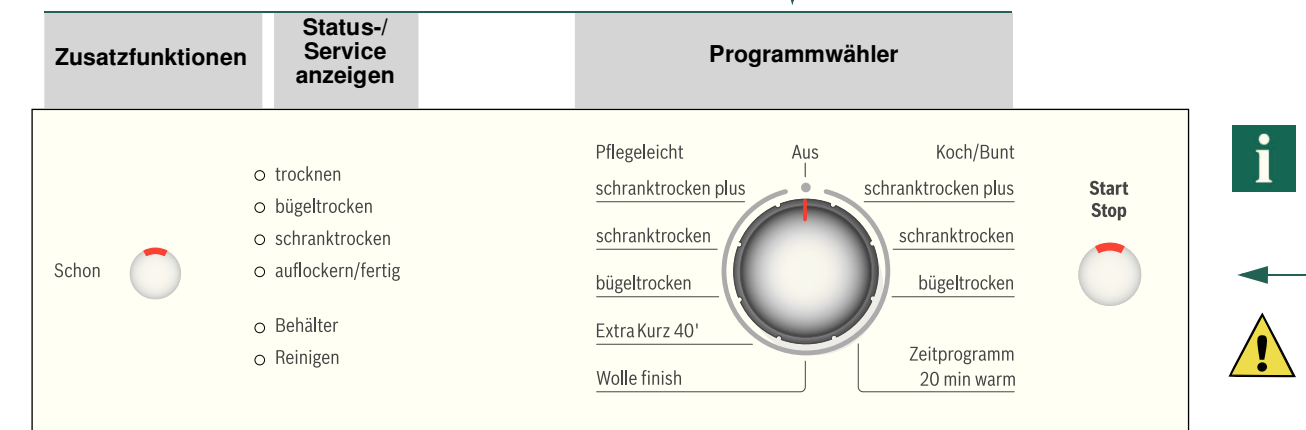 Zusatzfunktionen
Status-/
Service
anzeigen
Programmwähler
Schon
trocknen
bügeltrocken
schranktrocken
auflockern/fertig
Behälter
Reinigen
Pflegeleicht
schranktrocken plus
schranktrocken
bügeltrocken
Extra Kurz 40'
Wolle finish
Aus
Koch/Bunt
schranktrocken plus
schranktrocken
bügeltrocken
Zeitprogramm
20 min warm
Start
Stop
i
!